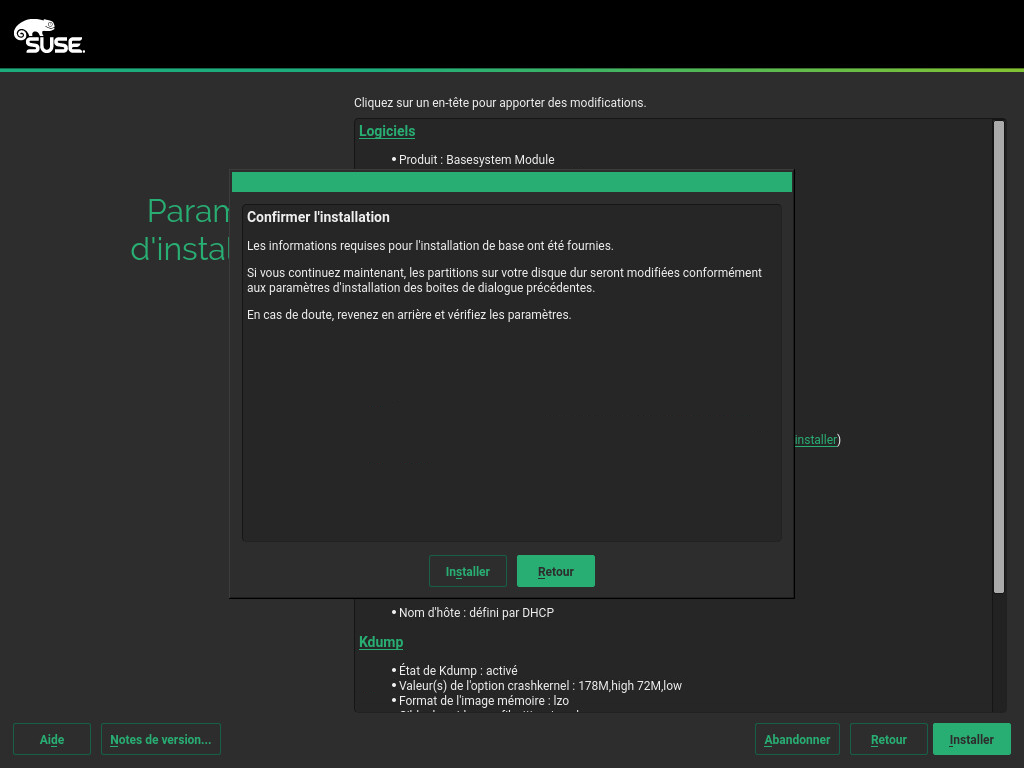 SUSE.
Cliquez sur un en-tête pour apporter des modifications.
Logiciels
• Produit : Basesystem Module
Param
d'instal
Confirmer l'installation
Les informations requises pour l'installation de base ont été fournies.
Si vous continuez maintenant, les partitions sur votre disque dur seront modifiées conformément
aux paramètres d'installation des boites de dialogue précédentes.
En cas de doute, revenez en arrière et vérifiez les paramètres.
installer)
Installer Retour
• Nom d'hôte : défini par DHCP
Kdump
• État de Kdump : activé
• Valeur(s) de l'option crashkernel : 178M,high 72M,low
• Format de l'image mémoire : lzo
Aide Notes de version... Abandonner Retour Installer